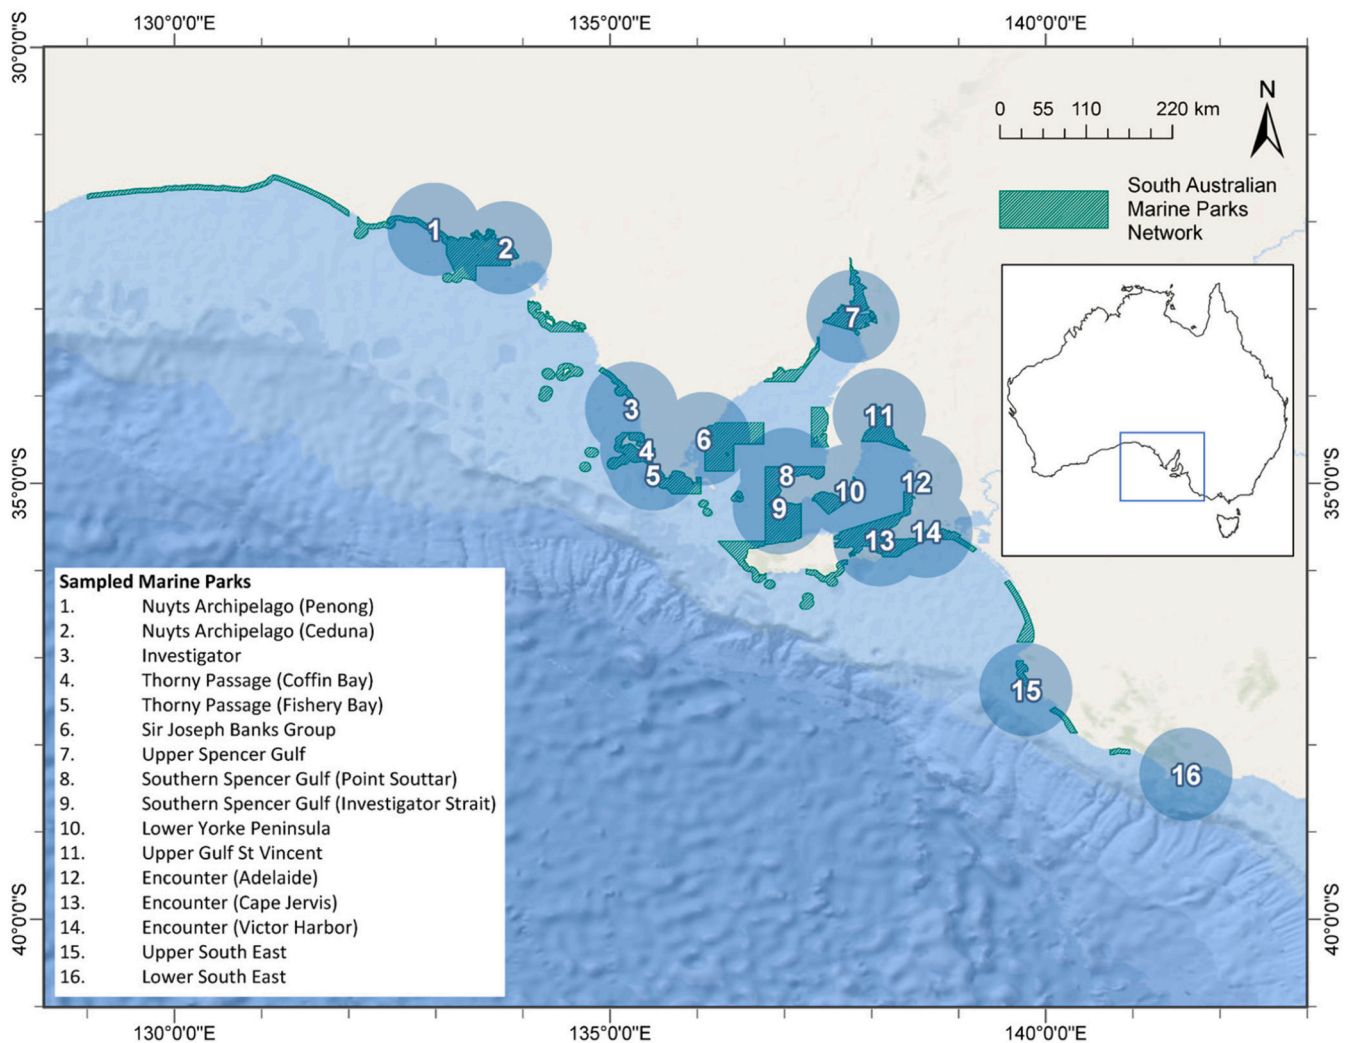 130°0'0"E 135°0'0"E 140°0'0"E
30°0'0"S
N
0 55 110 220 km
South Australian
Marine Parks
Network
1
2
7
3
11
6
4
5
8
12
10
9
14
13
35°0'0"S
35°0'0"S
15
16
Sampled Marine Parks
1. Nuyts Archipelago (Penong)
2. Nuyts Archipelago (Ceduna)
3. Investigator
4. Thorny Passage (Coffin Bay)
5. Thorny Passage (Fishery Bay)
6. Sir Joseph Banks Group
7. Upper Spencer Gulf
8. Southern Spencer Gulf (Point Souttar)
9. Southern Spencer Gulf (Investigator Strait)
10. Lower Yorke Peninsula
11. Upper Gulf St Vincent
12. Encounter (Adelaide)
13. Encounter (Cape Jervis)
14. Encounter (Victor Harbor)
15. Upper South East
16. Lower South East
40°0'0"S
40°0'0"S
130°0'0"E 135°0'0"E 140°0'0"E